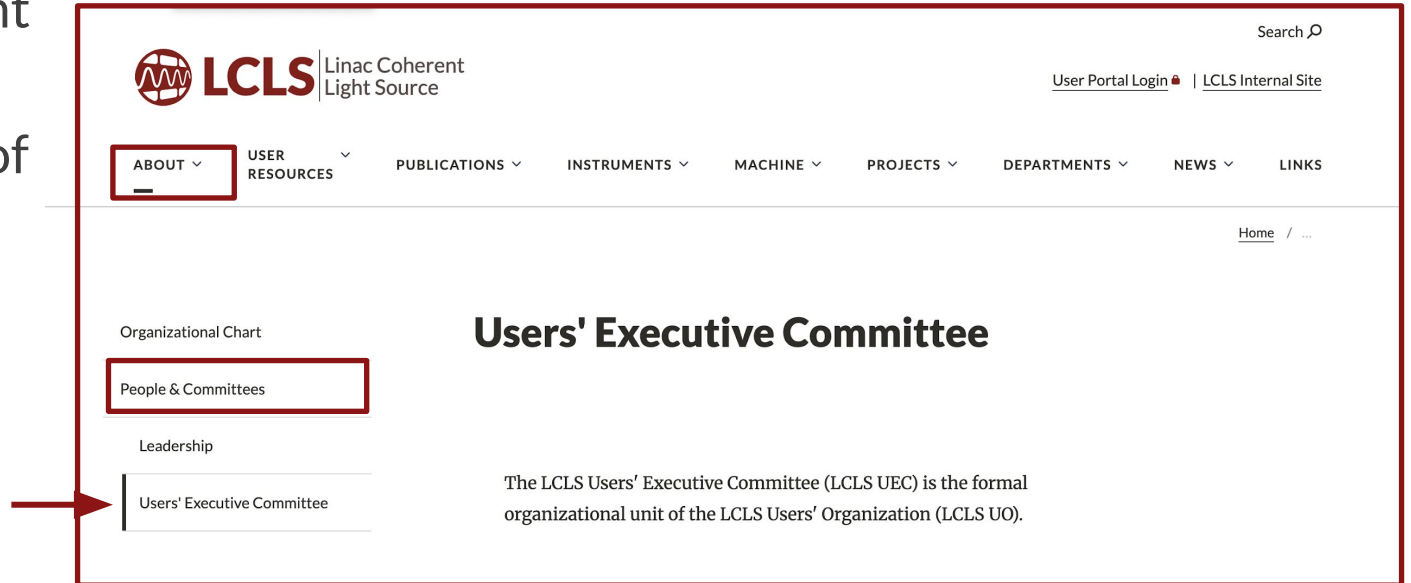 nt
of
Search
LCLS Linac Coherent
Light Source
User Portal Login | LCLS Internal Site
ABOUT
USER
RESOURCES
PUBLICATIONS
INSTRUMENTS
MACHINE
PROJECTS
DEPARTMENTS
NEWS
LINKS
Home / ...
Organizational Chart
Users' Executive Committee
People & Committees
Leadership
Users' Executive Committee
The LCLS Users' Executive Committee (LCLS UEC) is the formal
organizational unit of the LCLS Users' Organization (LCLS UO).